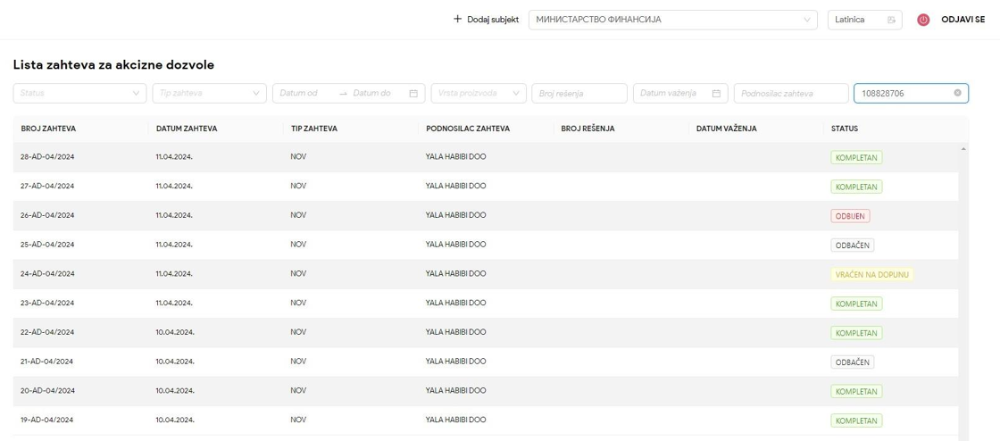 Dodaj subjekt МИНИСТАРСТВО ФИНАНСИЈА Latinica ODJAVI SE
Lista zahteva za akcizne dozvole
Status Tip zahteva Datum od Datum do Vrsta proizvoda Broj rešenja Datum važenja Podnosilac zahteva 108828706
BROJ ZAHTEVA DATUM ZAHTEVA TIP ZAHTEVA PODNOSILAC ZAHTEVA BROJ REŠENJA DATUM VAŽENJA STATUS
28-AD-04/2024 11.04.2024. NOV YALA HABIBI DOO KOMPLETAN
27-AD-04/2024 11.04.2024. NOV YALA HABIBI DOO KOMPLETAN
26-AD-04/2024 11.04.2024. NOV YALA HABIBI DOO ODBIJEN
25-AD-04/2024 11.04.2024. NOV YALA HABIBI DOO ODBAČEN
24-AD-04/2024 11.04.2024. NOV YALA HABIBI DOO VRAĆEN NA DOPUNU
23-AD-04/2024 11.04.2024. NOV YALA HABIBI DOO KOMPLETAN
22-AD-04/2024 10.04.2024. NOV YALA HABIBI DOO KOMPLETAN
21-AD-04/2024 10.04.2024. NOV YALA HABIBI DOO ODBAČEN
20-AD-04/2024 10.04.2024. NOV YALA HABIBI DOO KOMPLETAN
19-AD-04/2024 10.04.2024. NOV YALA HABIBI DOO KOMPLETAN